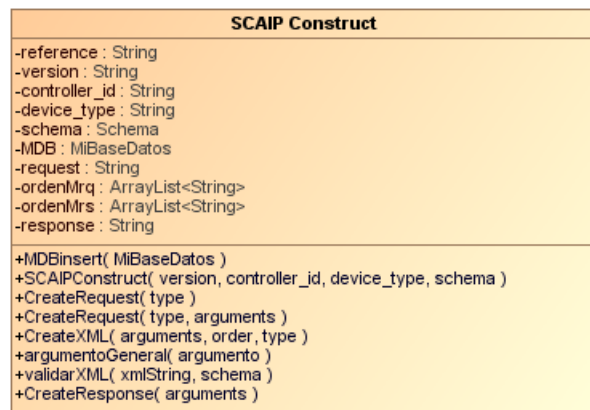 SCAIP Construct
-reference : String
-version : String
-controller_id : String
-device_type : String
-schema : Schema
-MDB : MiBaseDatos
-request : String
-ordenMrq : ArrayList<String>
-ordenMrs : ArrayList<String>
-response : String
+MDBinsert( MiBaseDatos )
+SCAIPConstruct( version, controller_id, device_type, schema )
+CreateRequest( type )
+CreateRequest( type, arguments )
+CreateXML( arguments, order, type )
+argumentoGeneral( argumento )
+validarXML( xmlString, schema )
+CreateResponse( arguments )